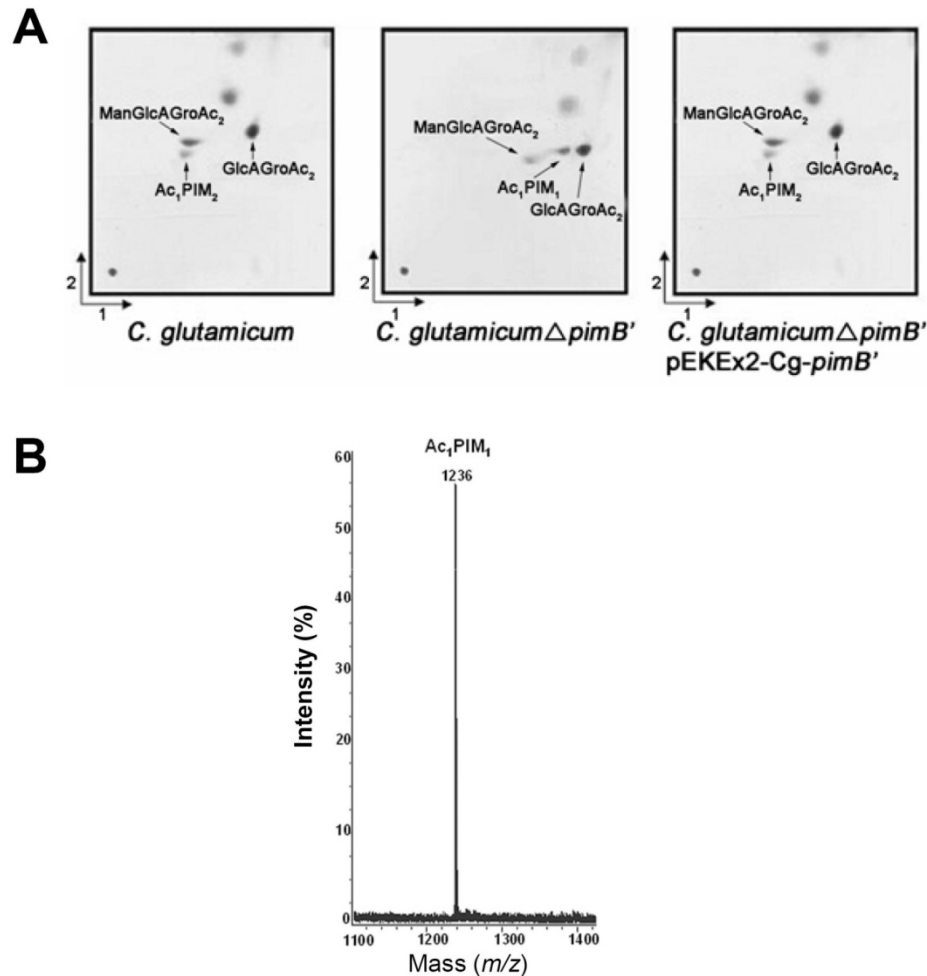 A
ManGlcAGroAc₂
GlcAGroAc₂
Ac₁PIM₂
2
1
C. glutamicum
ManGlcAGroAc₂
Ac₁PIM₁
GlcAGroAc₂
2
1
C. glutamicum△pimB’
ManGlcAGroAc₂
GlcAGroAc₂
Ac₁PIM₂
2
1
C. glutamicum△pimB’
pEKEx2-Cg-pimB’
B
Ac₁PIM₁
1236
60
50
40
30
20
10
0
Intensity (%)
1100 1200 1300 1400
Mass (m/z)